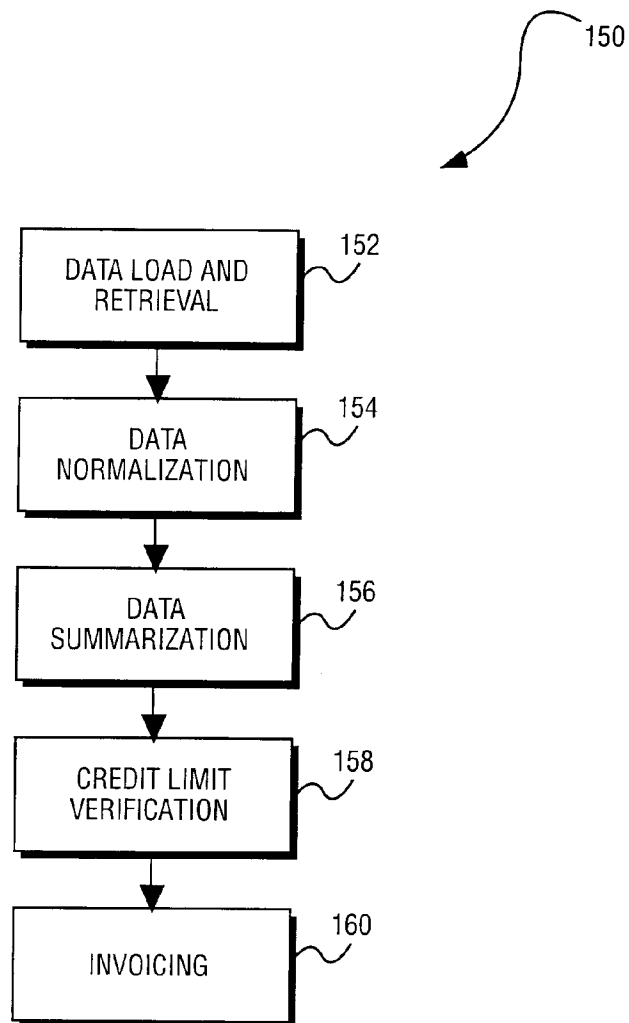 150
DATA LOAD AND
RETRIEVAL
152
DATA
NORMALIZATION
154
DATA
SUMMARIZATION
156
CREDIT LIMIT
VERIFICATION
158
INVOICING
160